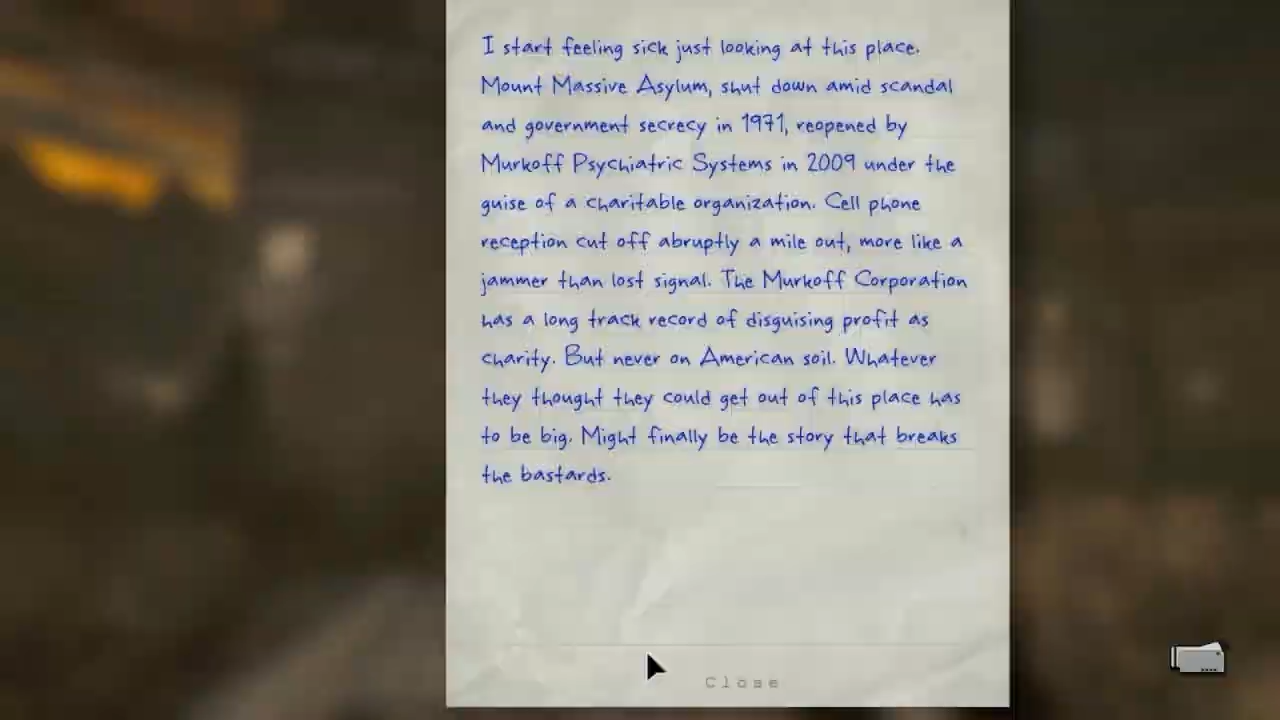 I start feeling sick just looking at this place.
Mount Massive Asylum, shut down amid scandal
and government secrecy in 1971, reopened by
Murkoff Psychiatric Systems in 2009 under the
guise of a charitable organization. Cell phone
reception cut off abruptly a mile out, more like a
jammer than lost signal. The Murkoff Corporation
has a long track record of disguising profit as
charity. But never on American soil. Whatever
they thought they could get out of this place has
to be big. Might finally be the story that breaks
the bastards.
Close